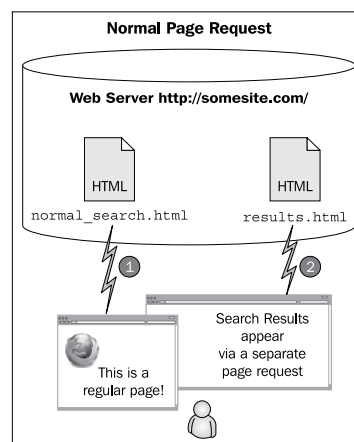 Normal Page Request
Web Server http://somesite.com/
HTML
normal_search.html
HTML
results.html
1
2
This is a
regular page!
Search Results
appear
via a separate
page request